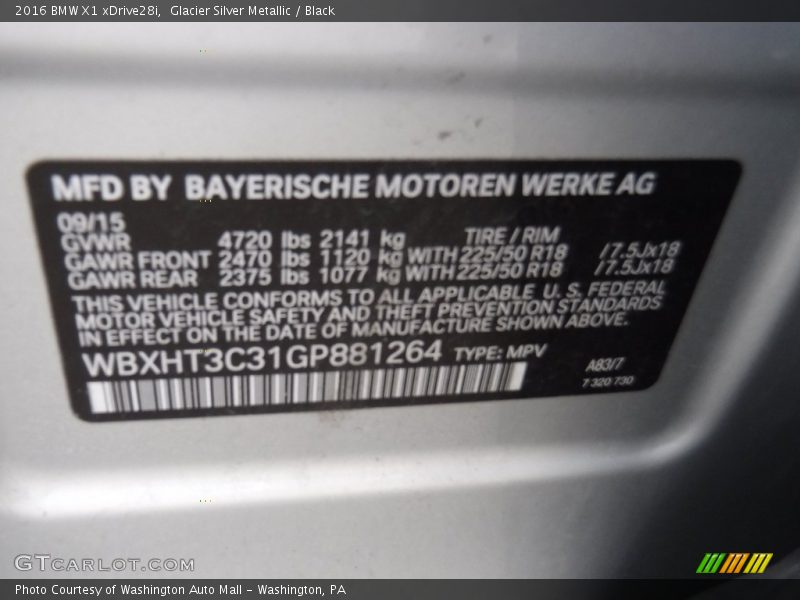 2016 BMW X1 xDrive28i,  Glacier Silver Metallic / Black
MFD BY BAYERISCHE MOTOREN WERKE AG
09/15
GVWR 4720 lbs 2141 kg TIRE / RIM
GAWR FRONT 2470 lbs 1120 kg WITH 225/50 R18 /7.5Jx18
GAWR REAR 2375 lbs 1077 kg WITH 225/50 R18 /7.5Jx18
THIS VEHICLE CONFORMS TO ALL APPLICABLE U. S. FEDERAL
MOTOR VEHICLE SAFETY AND THEFT PREVENTION STANDARDS
IN EFFECT ON THE DATE OF MANUFACTURE SHOWN ABOVE.
WBXHT3C31GP881264 TYPE: MPV A83/7
7 320 730
GTCARLOT.COM
Photo Courtesy of Washington Auto Mall – Washington, PA